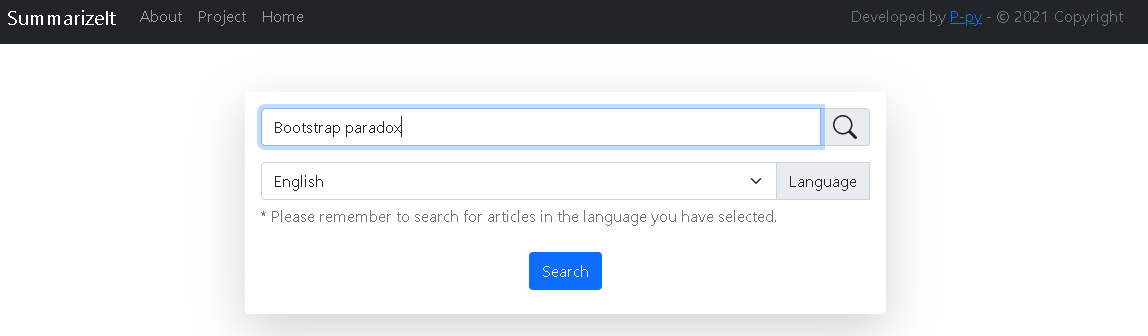 SummarizeIt About Project Home Developed by P-py - © 2021 Copyright
Bootstrap paradox
English Language
* Please remember to search for articles in the language you have selected.
Search